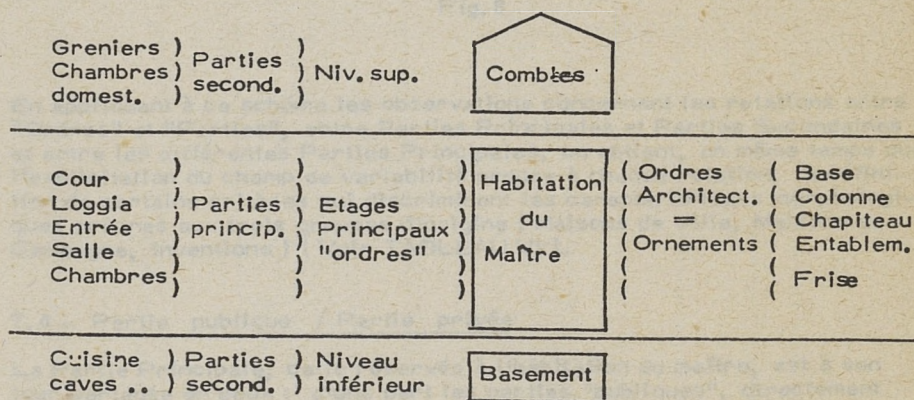 Fig.
Greniers ) Parties ) Niv. sup. Combles
Chambres) second. )
domest. )
Cour
Loggia
Entrée
Salle
Chambres)
Parties
princip.
Etages
Principaux
"ordres"
Habitation
du
Maître
Ordres
Architect.
=
Ornements
Base
Colonne
Chapiteau
Entablem.
Frise
Cuisine ) Parties ) Niveau
caves .. ) second. ) inférieur
Basement